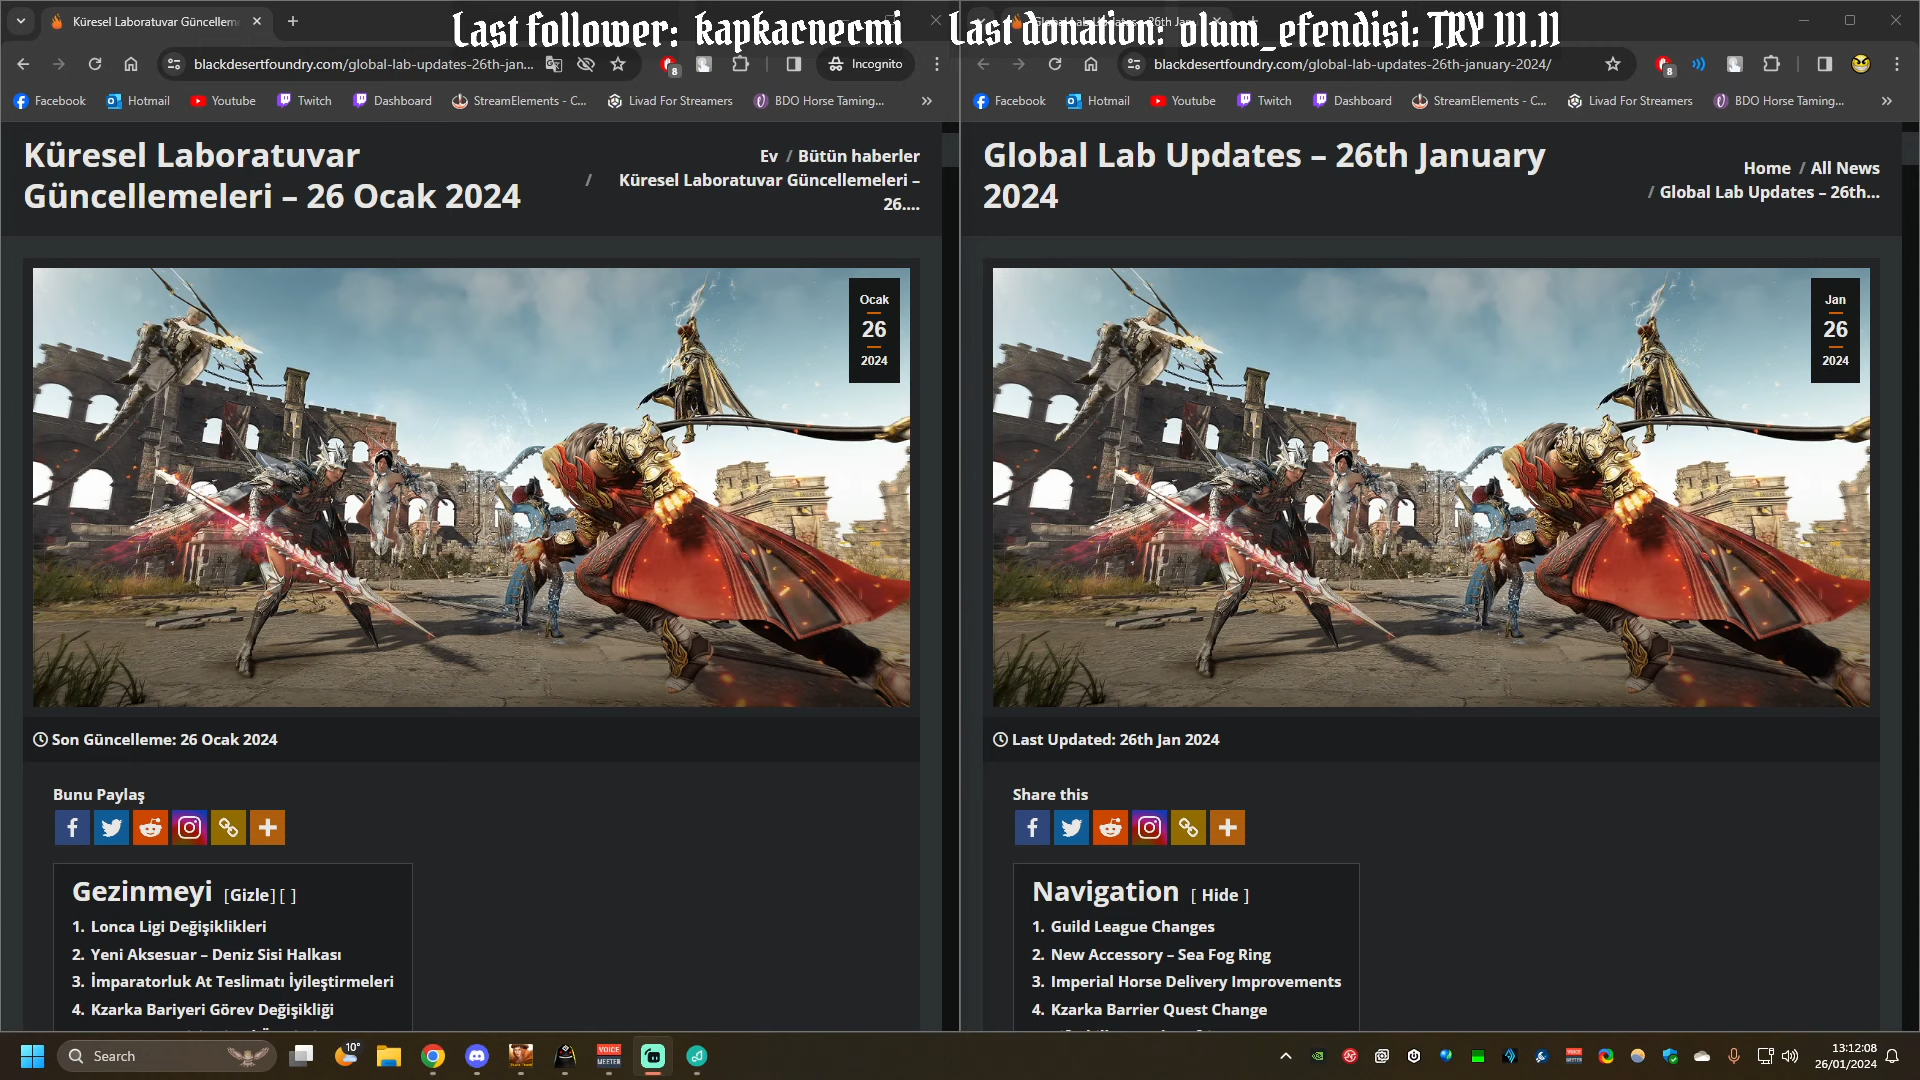 Küresel Laboratuvar Güncellem
Last follower: kapkacnecmi
Last donation: olum_efendisi: TRY 111.11
blackdesertfoundry.com/global-lab-updates-26th-jan...
8
Incognito
Facebook
Hotmail
Youtube
Twitch
Dashboard
StreamElements - C...
Livad For Streamers
BDO Horse Taming...
»
Küresel Laboratuvar
Güncellemeleri – 26 Ocak 2024
Ev / Bütün haberler
/ Küresel Laboratuvar Güncellemeleri –
26....
Ocak
26
2024
Son Güncelleme: 26 Ocak 2024
Bunu Paylaş
Gezinmeyi [Gizle] [ ]
1. Lonca Ligi Değişiklikleri
2. Yeni Aksesuar – Deniz Sisi Halkası
3. İmparatorluk At Teslimatı İyileştirmeleri
4. Kzarka Bariyeri Görev Değişikliği
blackdesertfoundry.com/global-lab-updates-26th-january-2024/
8
Facebook
Hotmail
Youtube
Twitch
Dashboard
StreamElements - C...
Livad For Streamers
BDO Horse Taming...
»
Global Lab Updates – 26th January
2024
Home / All News
/ Global Lab Updates – 26th...
Jan
26
2024
Last Updated: 26th Jan 2024
Share this
Navigation [ Hide ]
1. Guild League Changes
2. New Accessory – Sea Fog Ring
3. Imperial Horse Delivery Improvements
4. Kzarka Barrier Quest Change
Search
10°
VOICE
MEETER
13:12:08
26/01/2024